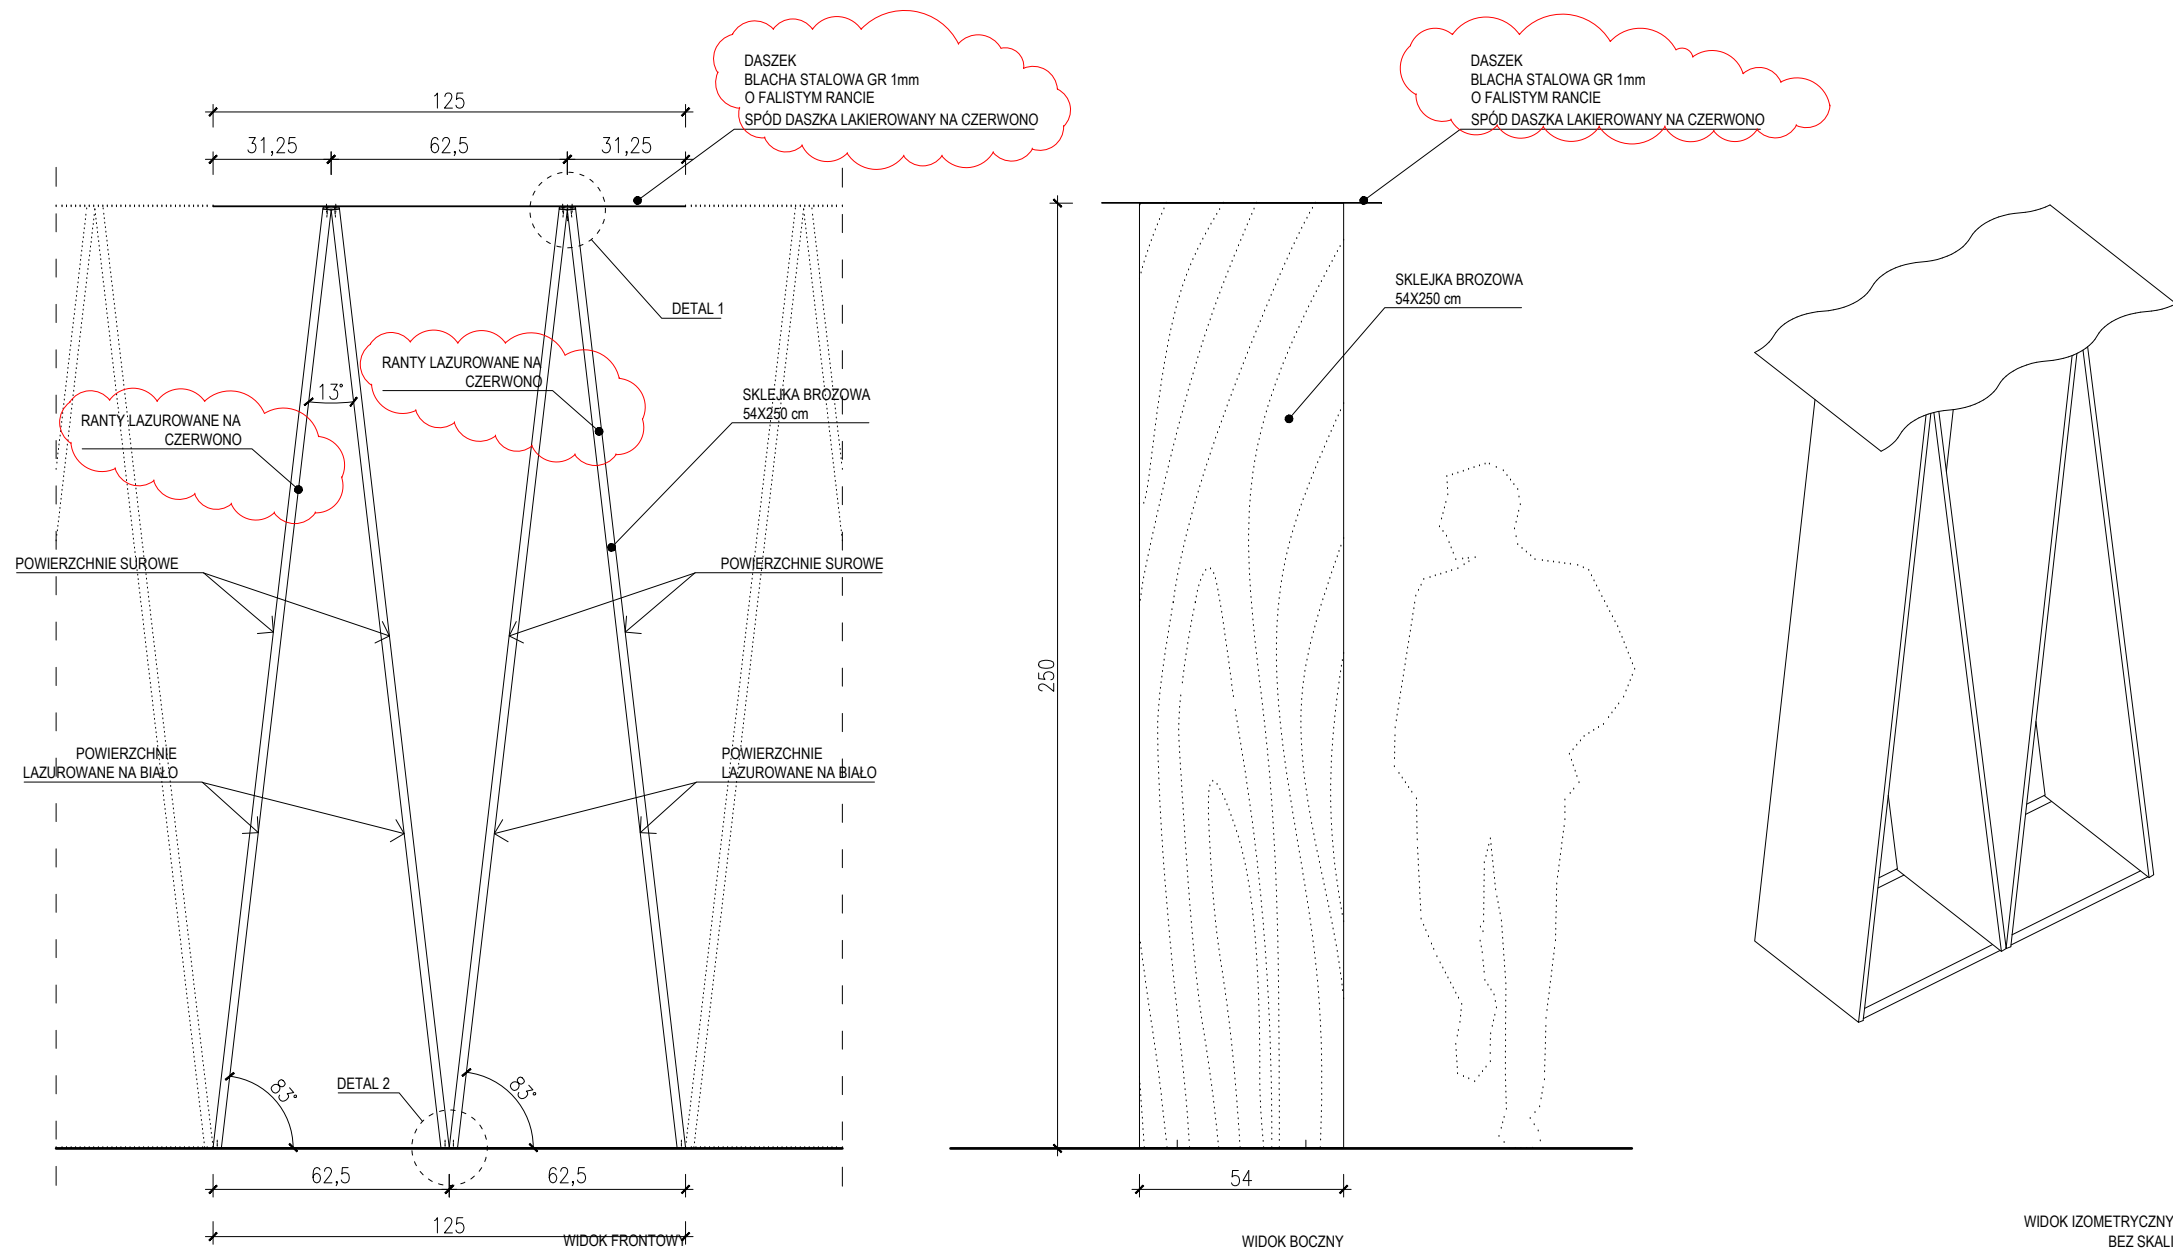 DASZEK
BLACHA STALOWA GR 1mm
O FALISTYM RANCIE
SPÓD DASZKA LAKIEROWANY NA CZERWONO
125
31,25
62,5
31,25
DETAL 1
RANTY LAZUROWANE NA
CZERWONO
13°
RANTY LAZUROWANE NA
CZERWONO
SKLEJKA BROZOWA
54X250 cm
POWIERZCHNIE SUROWE
POWIERZCHNIE SUROWE
POWIERZCHNIE
LAZUROWANE NA BIAŁO
POWIERZCHNIE
LAZUROWANE NA BIAŁO
83°
DETAL 2
83°
62,5
62,5
125
WIDOK FRONTOWY
DASZEK
BLACHA STALOWA GR 1mm
O FALISTYM RANCIE
SPÓD DASZKA LAKIEROWANY NA CZERWONO
SKLEJKA BROZOWA
54X250 cm
250
54
WIDOK BOCZNY
WIDOK IZOMETRYCZNY
BEZ SKALI